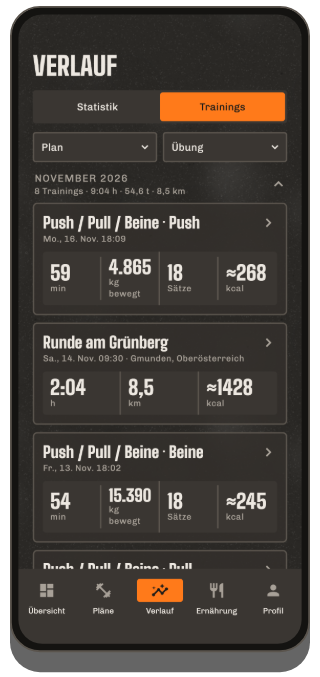 VERLAUF
Statistik
Trainings
Plan
Übung
NOVEMBER 2026
8 Trainings · 9:04 h · 54,6 t · 8,5 km
Push / Pull / Beine · Push
Mo., 16. Nov. 18:09
59
min
4.865
kg
bewegt
18
Sätze
≈268
kcal
Runde am Grünberg
Sa., 14. Nov. 09:30 · Gmunden, Oberösterreich
2:04
h
8,5
km
≈1428
kcal
Push / Pull / Beine · Beine
Fr., 13. Nov. 18:02
54
min
15.390
kg
bewegt
18
Sätze
≈245
kcal
Push / Pull / Beine · Pull
Übersicht
Pläne
Verlauf
Ernährung
Profil